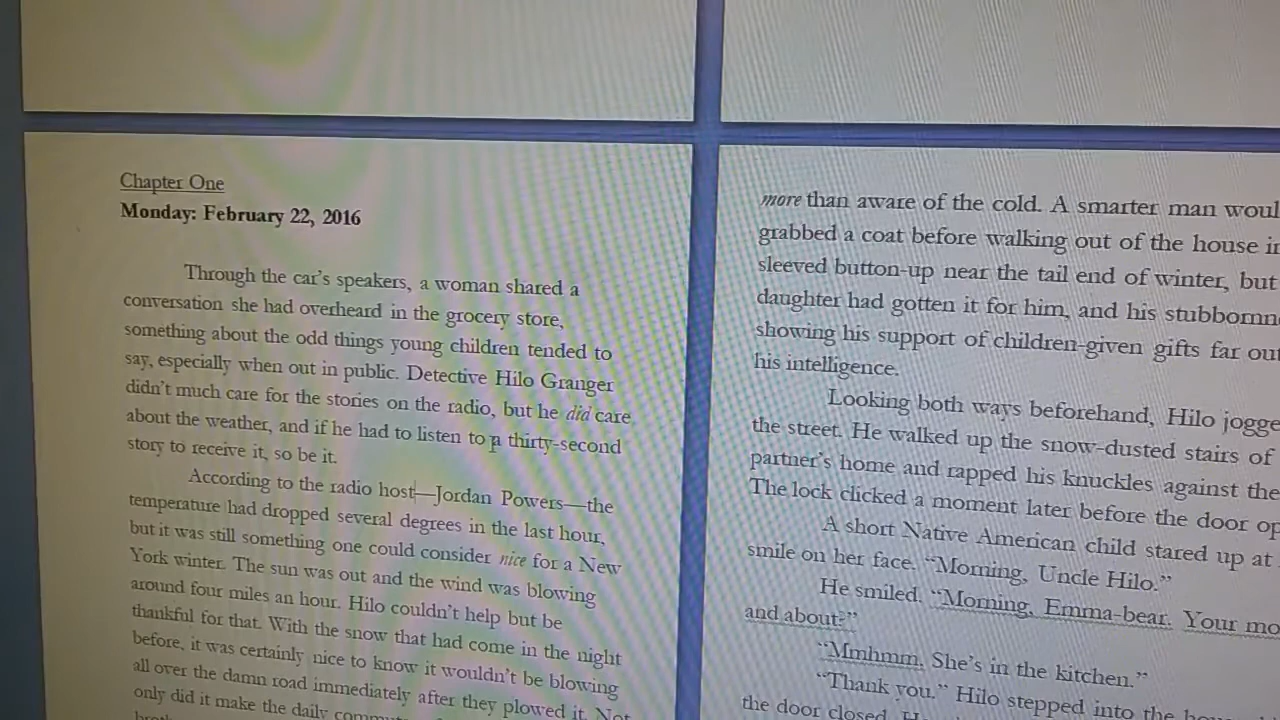 Chapter One
Monday: February 22, 2016
Through the car's speakers, a woman shared a
conversation she had overheard in the grocery store,
something about the odd things young children tended to
say, especially when out in public. Detective Hilo Granger
didn't much care for the stories on the radio, but he did care
about the weather, and if he had to listen to a thirty-second
story to receive it, so be it.
According to the radio host—Jordan Powers—the
temperature had dropped several degrees in the last hour,
but it was still something one could consider nice for a New
York winter. The sun was out and the wind was blowing
around four miles an hour. Hilo couldn't help but be
thankful for that. With the snow that had come in the night
before, it was certainly nice to know it wouldn't be blowing
all over the damn road immediately after they plowed it. Not
only did it make the daily
more than aware of the cold. A smarter man
grabbed a coat before walking out of the house
sleeved button-up near the tail end of winter, but
daughter had gotten it for him, and his
showing his support of children-given gifts far
his intelligence.
Looking both ways beforehand, Hilo
the street. He walked up the snow-dusted stairs of
partner's home and rapped his knuckles against the
The lock clicked a moment later before the door
A short Native American child stared up at
smile on her face. “Morning, Uncle Hilo.”
He smiled. “Morning, Emma-bear. Your
and about?”
“Mmhmm. She's in the kitchen.”
“Thank you.” Hilo stepped into the
the door closed.